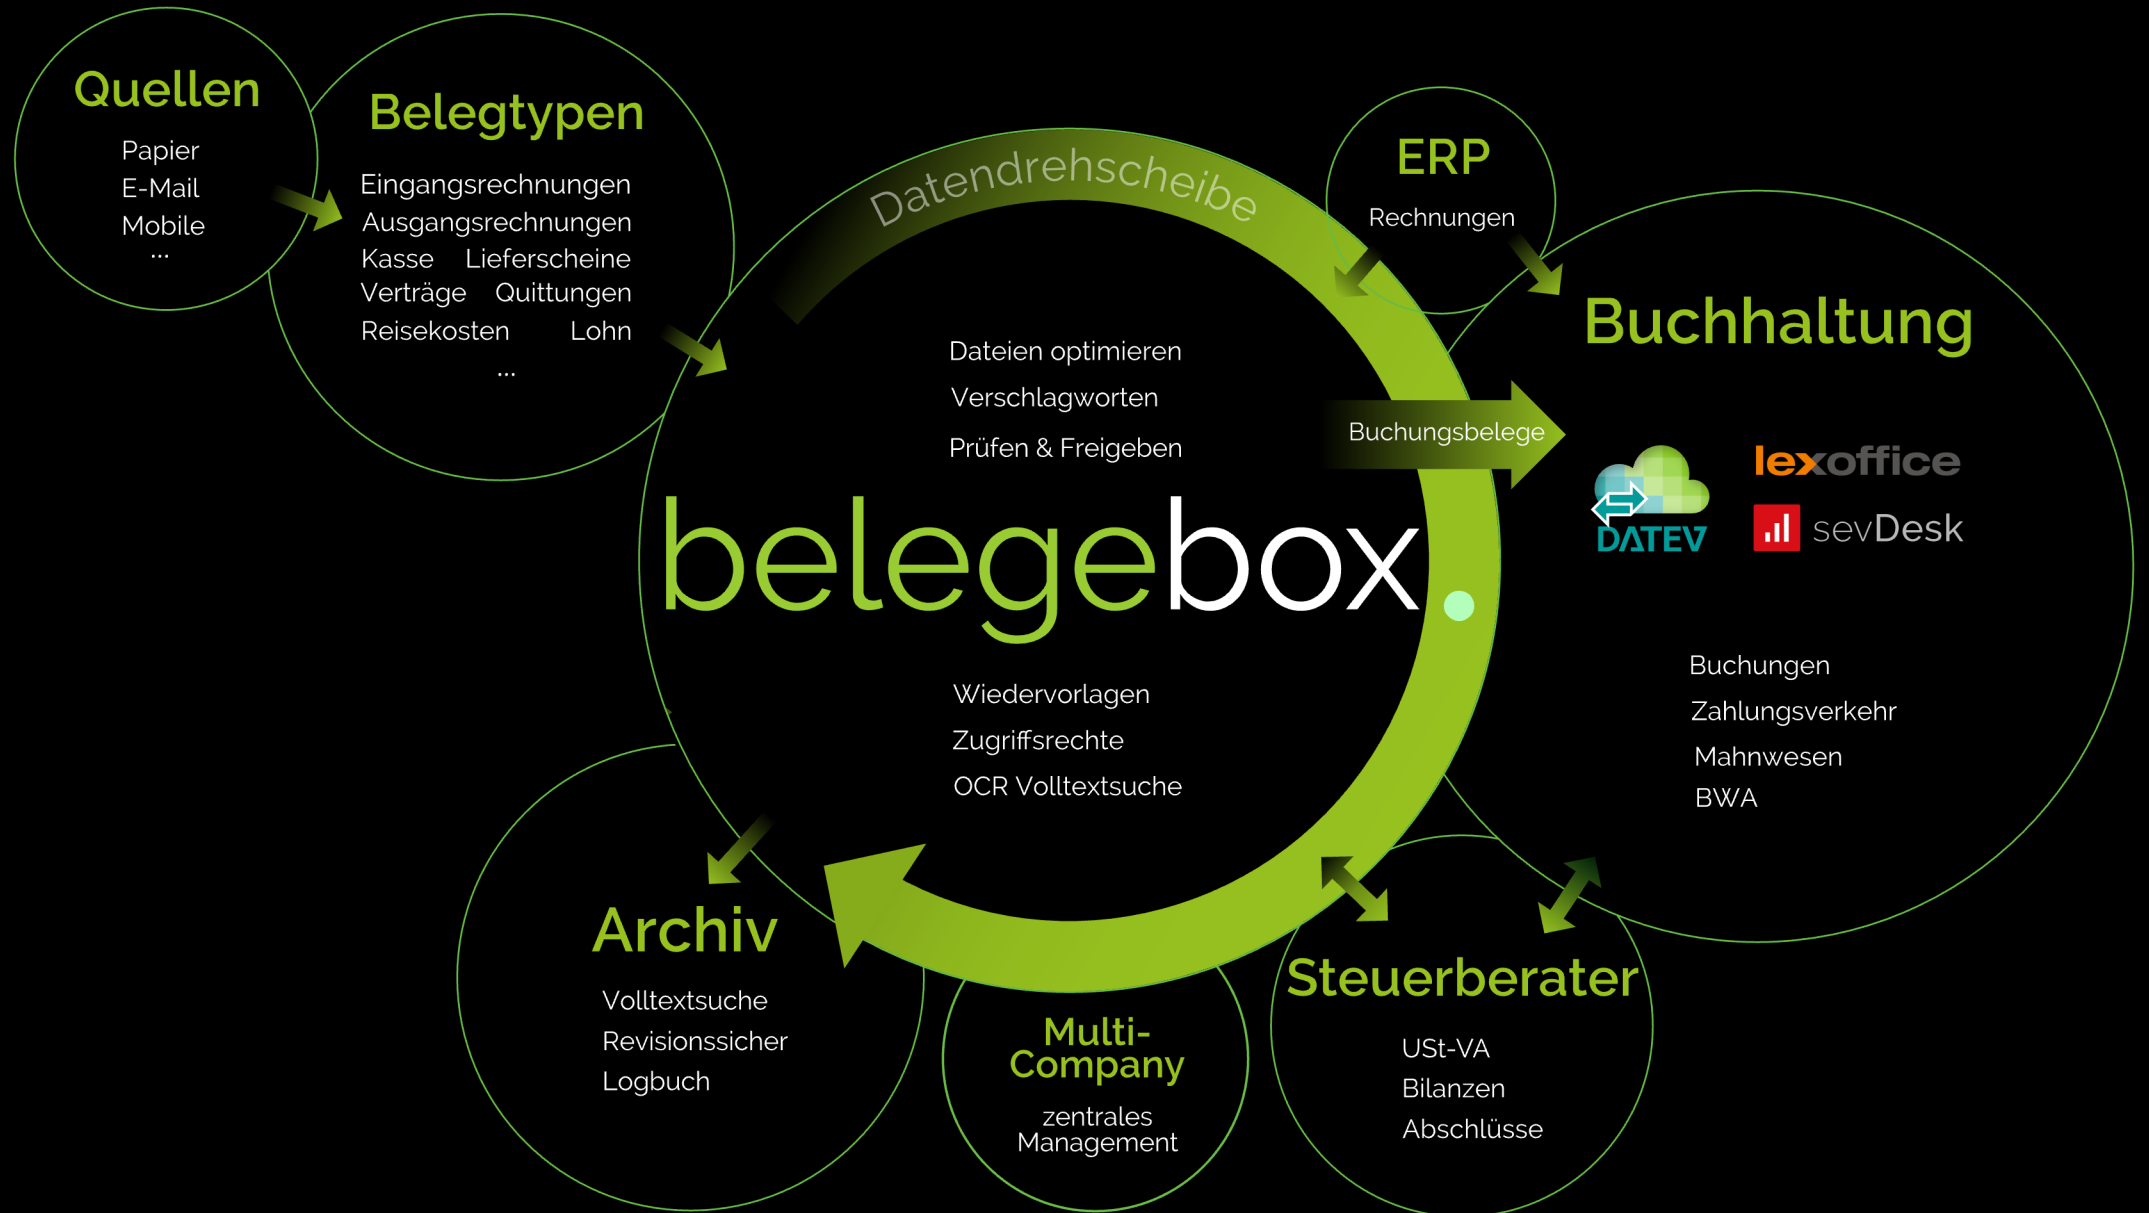 Quellen
Papier
E-Mail
Mobile
...
Belegtypen
Eingangsrechnungen
Ausgangsrechnungen
Kasse Lieferscheine
Verträge Quittungen
Reisekosten Lohn
...
Datendrehscheibe
Dateien optimieren
Verschlagworten
Prüfen & Freigeben
belegebox.
Wiedervorlagen
Zugriffsrechte
OCR Volltextsuche
ERP
Rechnungen
Buchungsbelege
Buchhaltung
DATEV
lexoffice
sevDesk
Buchungen
Zahlungsverkehr
Mahnwesen
BWA
Archiv
Volltextsuche
Revisionssicher
Logbuch
Multi-
Company
zentrales
Management
Steuerberater
USt-VA
Bilanzen
Abschlüsse